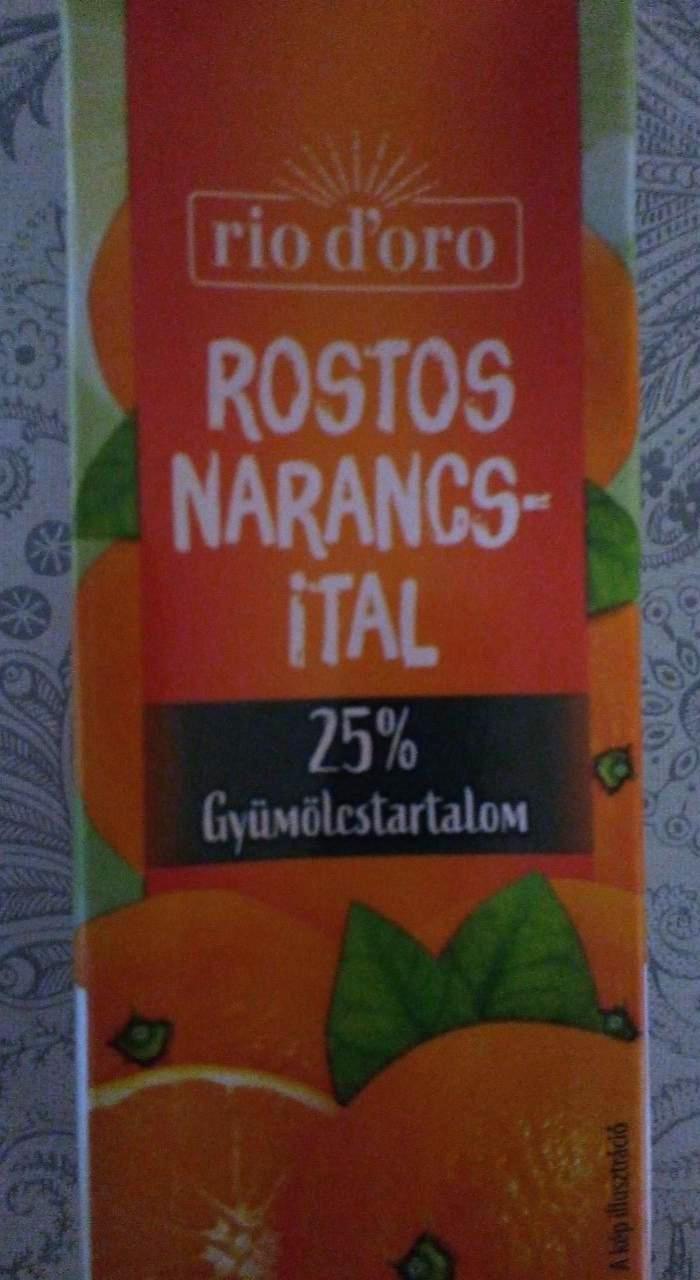 rio d'oro
ROSTOS
NARANCS-
iTAL
25%
Gyümölcstartalom
A kép illusztráció